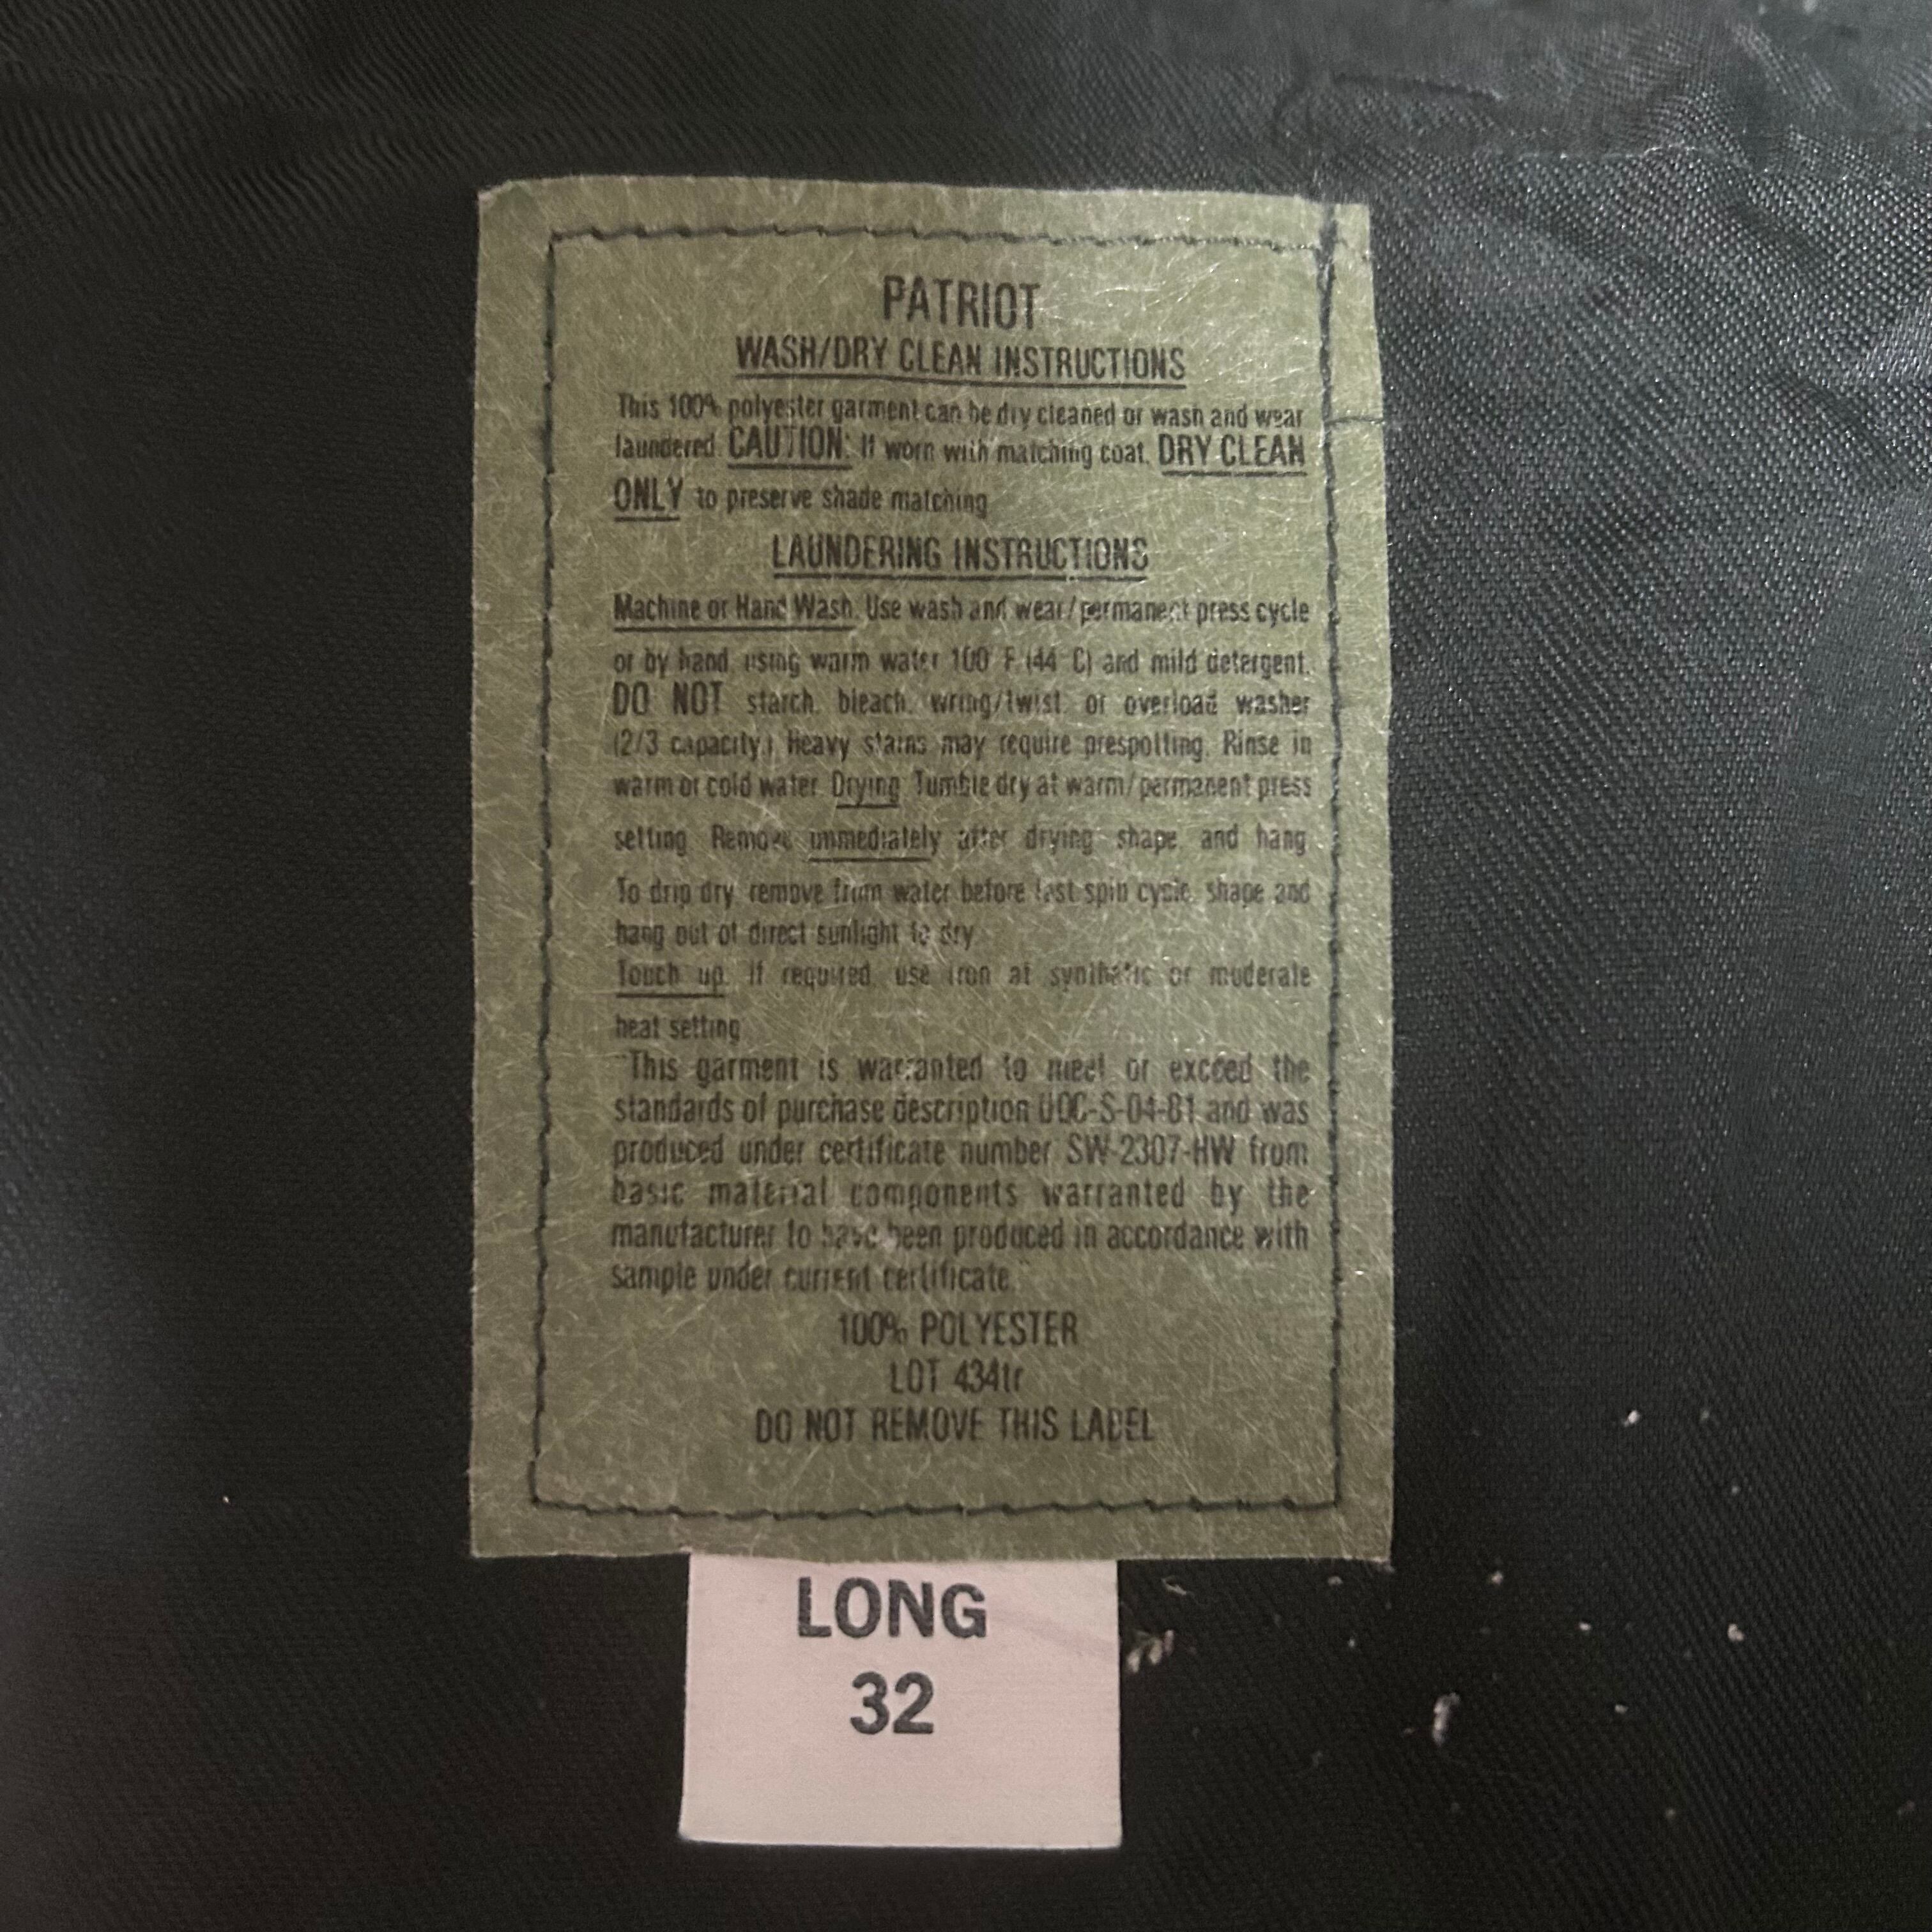 PATRIOT
WASH/DRY CLEAN INSTRUCTIONS
This 100% polyester garment can be dry cleaned or wash and wear
laundered CAUTION: If worn with matching coat, DRY CLEAN
ONLY to preserve shade matching
LAUNDERING INSTRUCTIONS
Machine or Hand Wash. Use wash and wear/permanent press cycle
or by hand, using warm water 100 F (44 C) and mild detergent.
DO NOT starch, bleach, wring/twist, or overload washer
(2/3 capacity.) Heavy stains may require prespotting. Rinse in
warm or cold water. Drying Tumble dry at warm/permanent press
setting. Remove immediately after drying shape, and hang
To drip dry, remove from water before last spin cycle, shape and
hang out of direct sunlight to dry
Touch up. If required, use iron at synthetic or moderate
heat setting
"This garment is warranted to meet or exceed the
standards of purchase description UOC-S-04-81 and was
produced under certificate number SW-2307-HW from
basic material components warranted by the
manufacturer to have been produced in accordance with
sample under current certificate."
100% POLYESTER
LOT 434tr
DO NOT REMOVE THIS LABEL
LONG
32